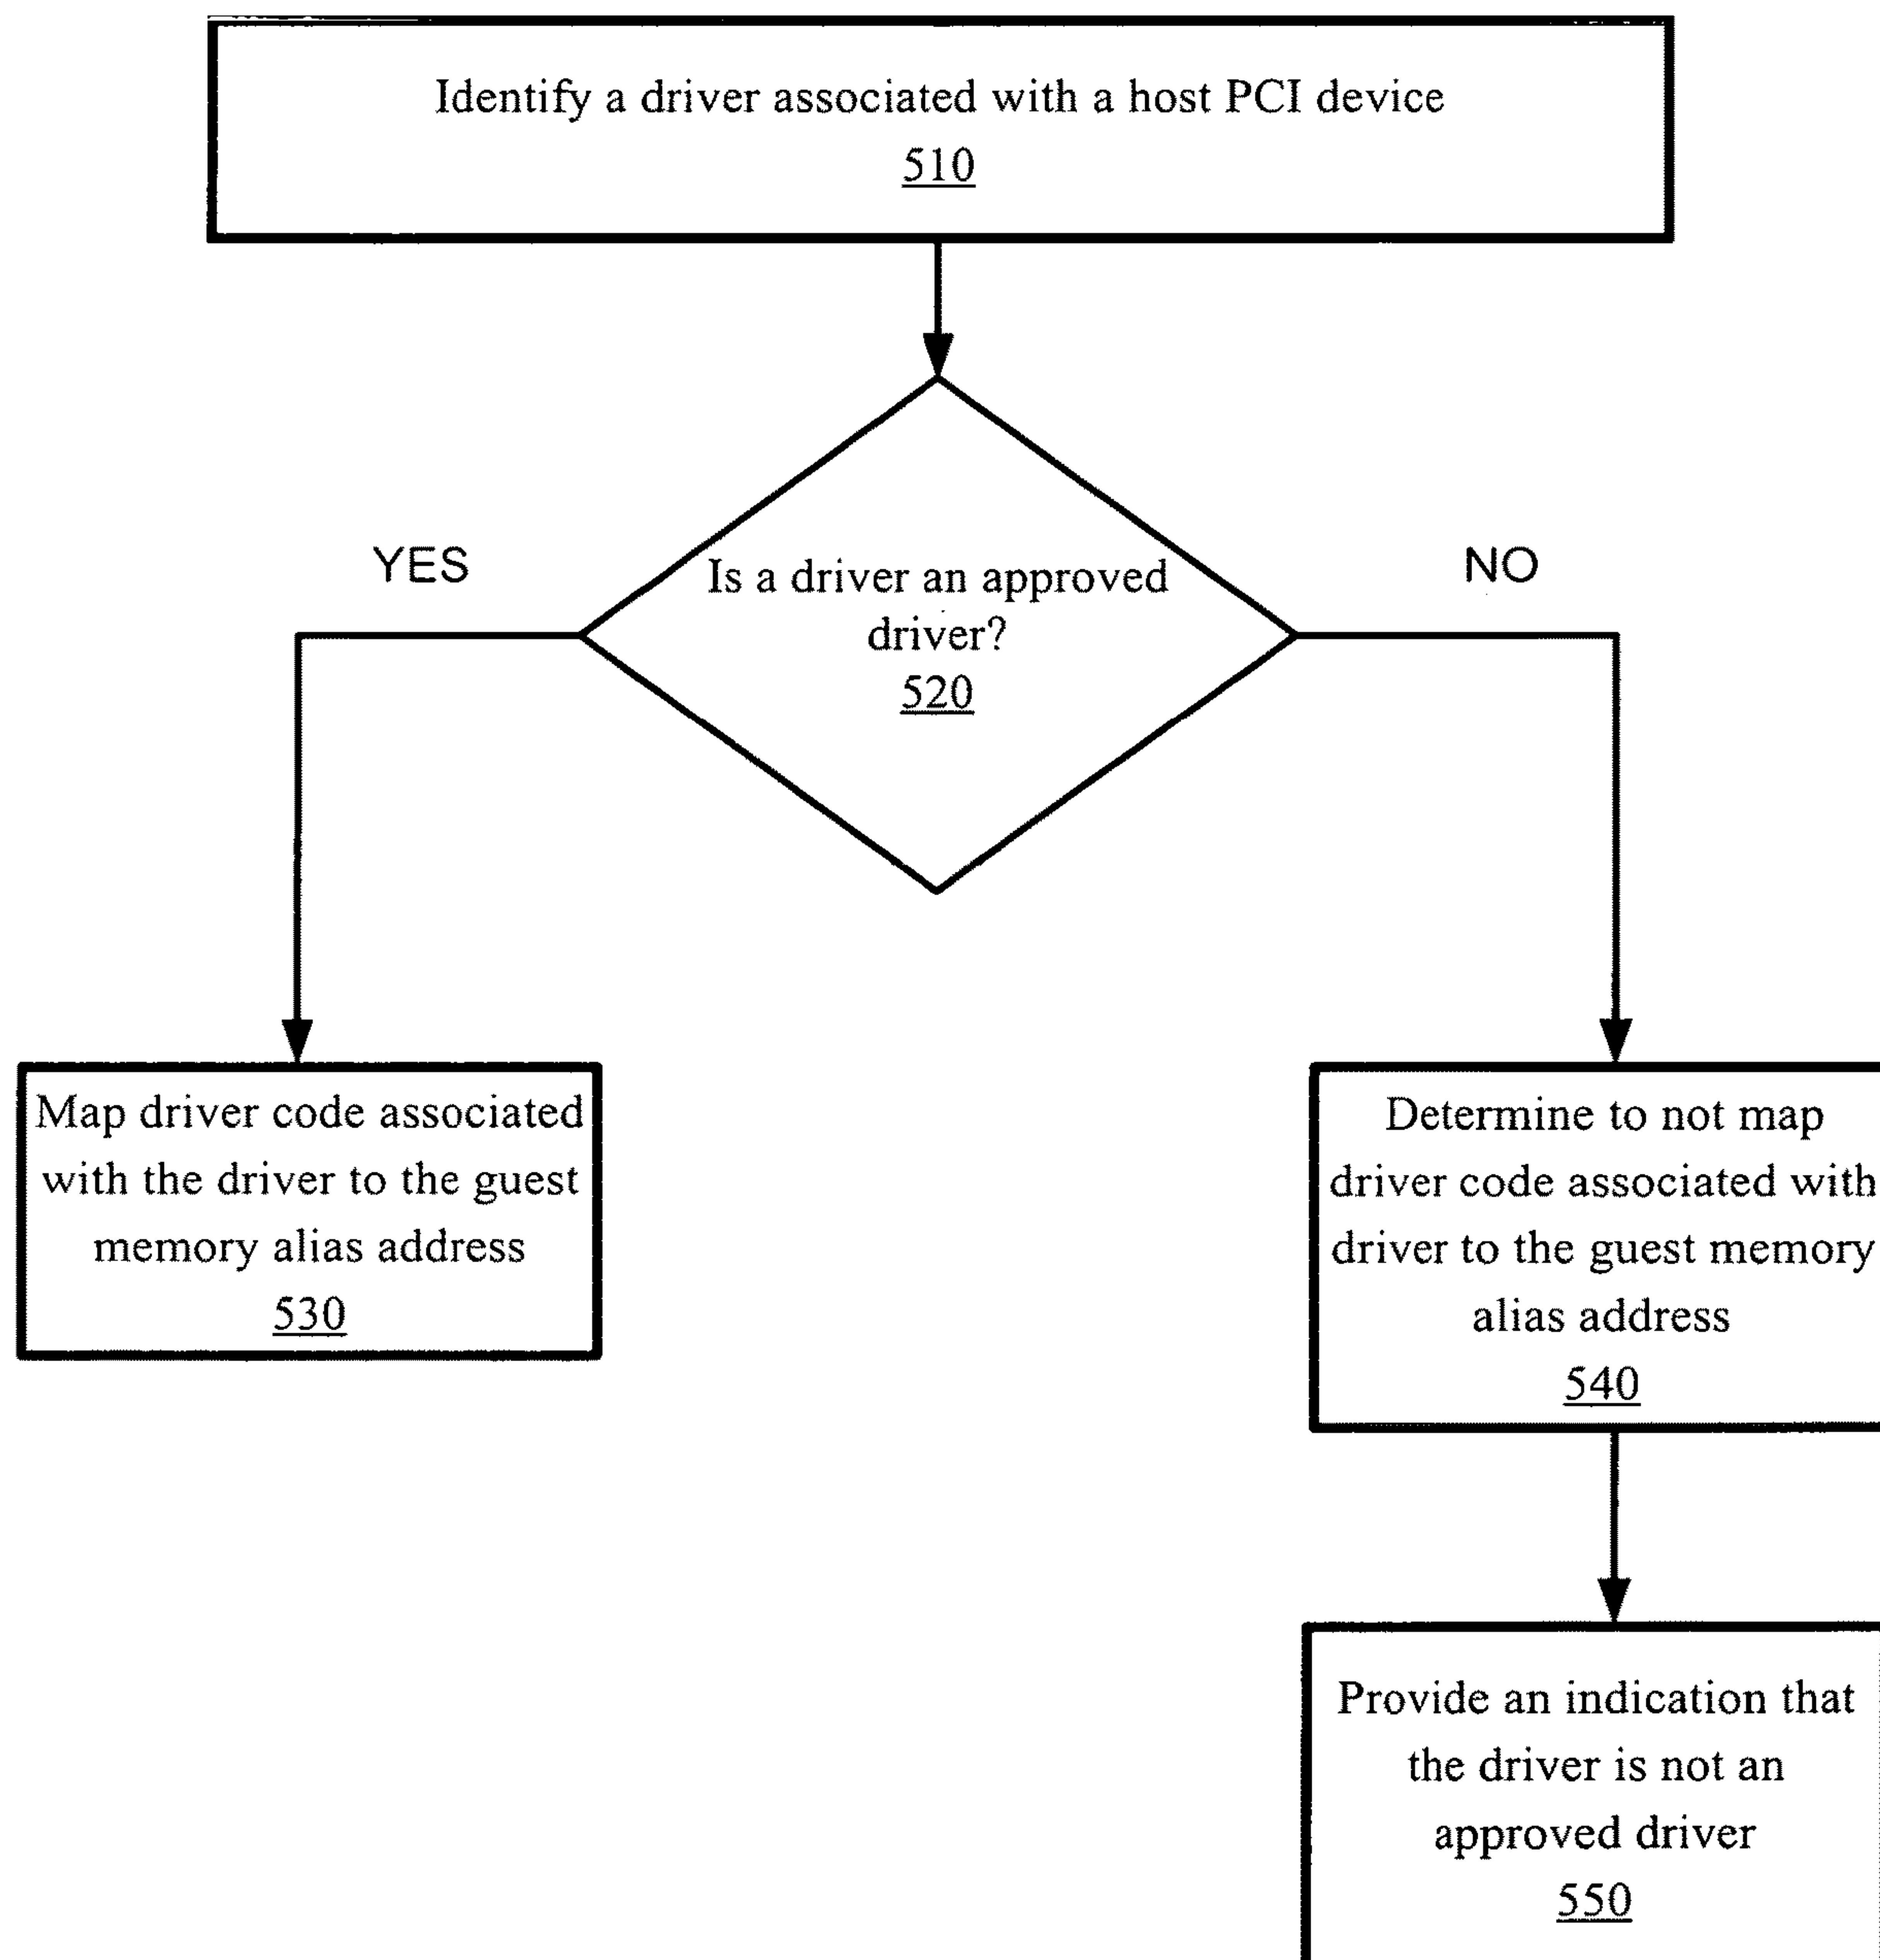 Identify a driver associated with a host PCI device
510
YES
NO
Is a driver an approved
driver?
520
Map driver code associated
with the driver to the guest
memory alias address
530
Determine to not map
driver code associated with
driver to the guest memory
alias address
540
Provide an indication that
the driver is not an
approved driver
550